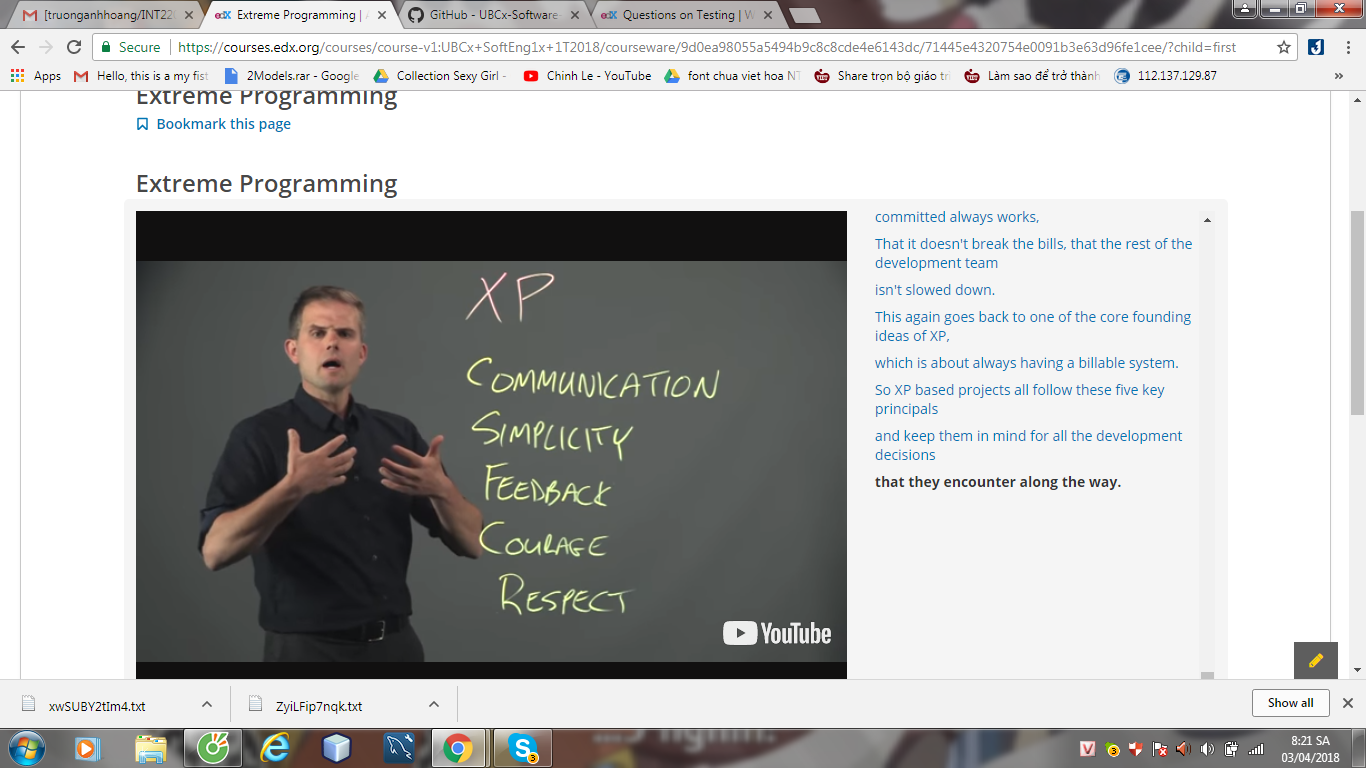 [truonganhhoang/INT22
Extreme Programming | A
GitHub - UBCx-Software-
Questions on Testing | W
Secure
https://courses.edx.org/courses/course-v1:UBCx+SoftEng1x+1T2018/courseware/9d0ea98055a5494b9c8c8cde4e6143dc/71445e4320754e0091b3e63d96fe1cee/?child=first
Apps
Hello, this is a my fist
2Models.rar - Google
Collection Sexy Girl -
Chinh Le - YouTube
font chua viet hoa NT
Share trọn bộ giáo tri
Làm sao để trở thành
112.137.129.87
»
Extreme Programming
Bookmark this page
Extreme Programming
XP
COMMUNICATION
SIMPLICITY
FEEDBACK
COURAGE
RESPECT
YouTube
committed always works,
That it doesn't break the bills, that the rest of the
development team
isn't slowed down.
This again goes back to one of the core founding
ideas of XP,
which is about always having a billable system.
So XP based projects all follow these five key
principals
and keep them in mind for all the development
decisions
that they encounter along the way.
xwSUBY2tIm4.txt
ZyiLFip7nqk.txt
Show all
8:21 SA
03/04/2018